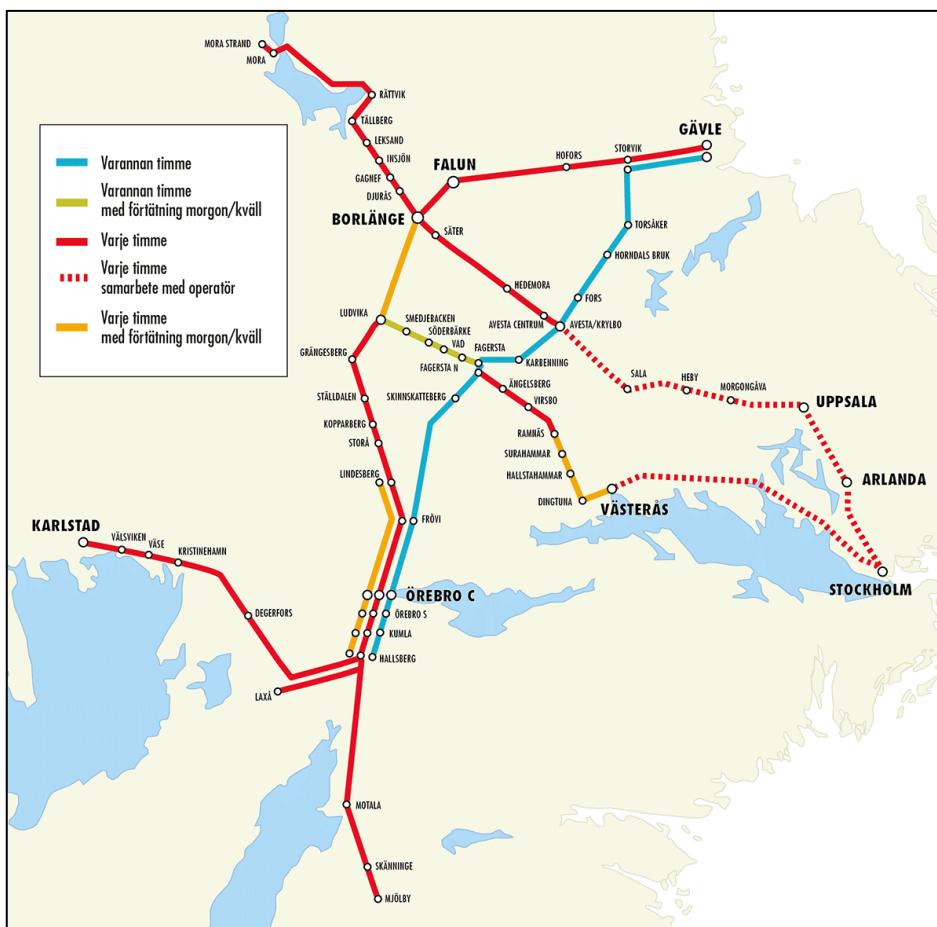 MORA STRAND
MORA
RÄTTVIK
TÄLLBERG
LEKSAND
INSJÖN
GAGNEF
DJURÅS
BORLÄNGE
FALUN
HOFORS
STORVIK
GÄVLE
Varannan timme
Varannan timme
med förtätning morgon/kväll
Varje timme
Varje timme
samarbete med operatör
Varje timme
med förtätning morgon/kväll
SÄTER
TORSÅKER
HORNDALS BRUK
HEDEMORA
FORS
AVESTA CENTRUM
AVESTA/KRYLBO
LUDVIKA
SMEDJEBACKEN
SÖDERBÄRKE
VAD
FAGERSTA
FAGERSTA N
KARBENNING
GRÄNGESBERG
SALA
HEBY
MORGONGÅVA
UPPSALA
ÄNGELSBERG
VIRSBO
SKINNSKATTEBERG
STÄLLDALEN
KOPPARBERG
STORÅ
RAMNÄS
SURAHAMMAR
HALLSTAHAMMAR
LINDESBERG
DINGTUNA
VÄSTERÅS
ARLANDA
FRÖVI
KARLSTAD
VÄLSVIKEN
VÄSE
KRISTINEHAMN
STOCKHOLM
ÖREBRO C
ÖREBRO S
DEGERFORS
KUMLA
HALLSBERG
LAXÅ
MOTALA
SKÄNNINGE
MJÖLBY